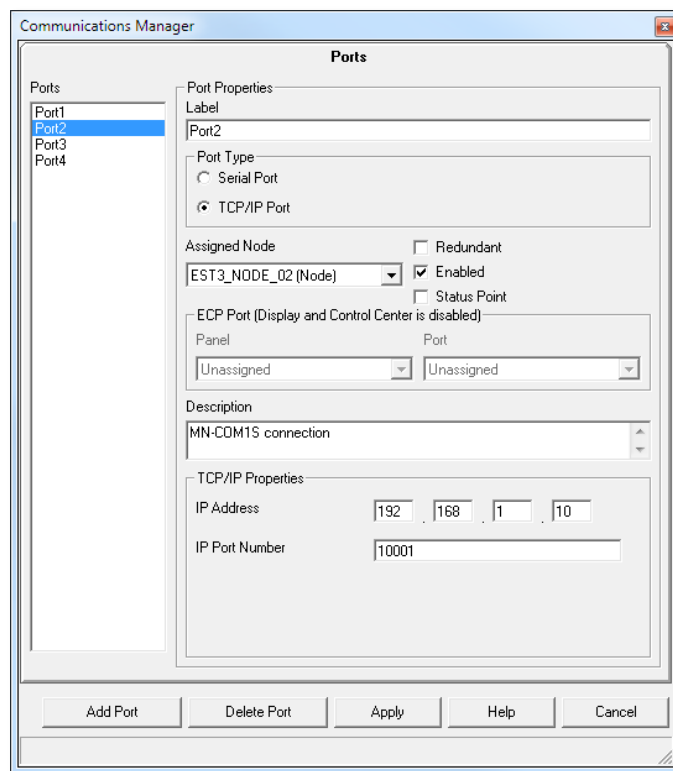 Communications Manager
Ports
Ports
Port1
Port2
Port3
Port4
Port Properties
Label
Port2
Port Type
Serial Port
TCP/IP Port
Assigned Node
EST3_NODE_02 (Node)
Redundant
Enabled
Status Point
ECP Port (Display and Control Center is disabled)
Panel Port
Unassigned Unassigned
Description
MN-COM1S connection
TCP/IP Properties
IP Address 192 . 168 . 1 . 10
IP Port Number 10001
Add Port Delete Port Apply Help Cancel